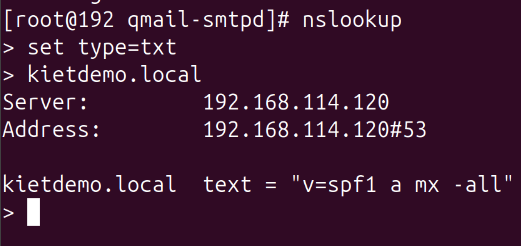 [root@192 qmail-smtpd]# nslookup
> set type=txt
> kietdemo.local
Server:         192.168.114.120
Address:        192.168.114.120#53

kietdemo.local  text = "v=spf1 a mx -all"
>